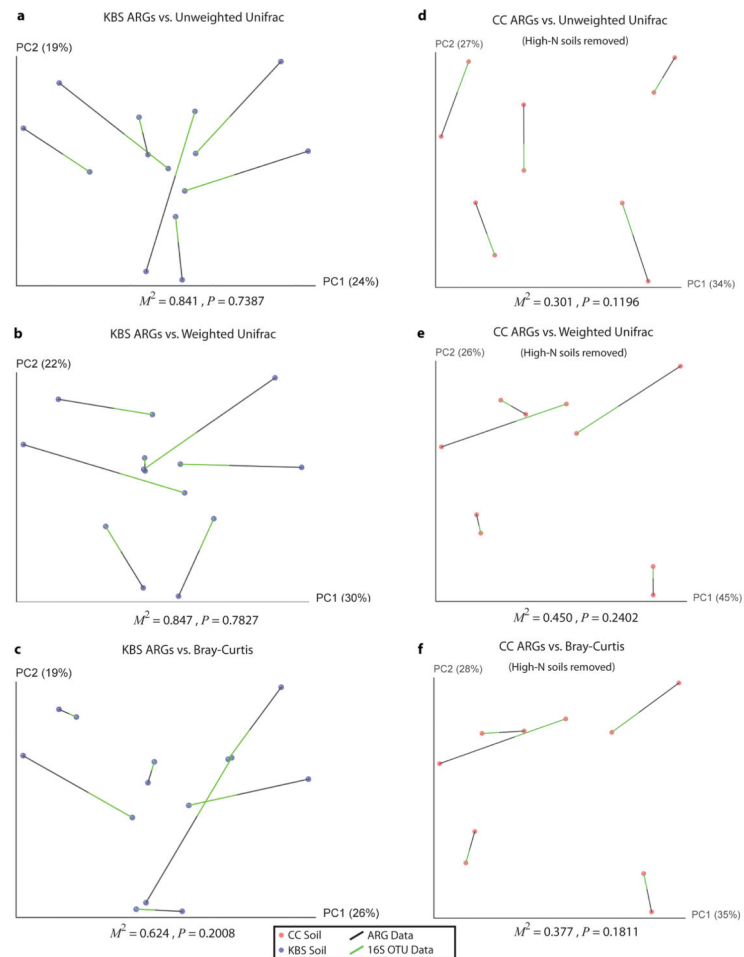 a
KBS ARGs vs. Unweighted Unifrac
PC2 (19%)
PC1 (24%)
M² = 0.841 , P = 0.7387
b
KBS ARGs vs. Weighted Unifrac
PC2 (22%)
PC1 (30%)
M² = 0.847 , P = 0.7827
c
KBS ARGs vs. Bray-Curtis
PC2 (19%)
PC1 (26%)
M² = 0.624 , P = 0.2008
d
CC ARGs vs. Unweighted Unifrac
(High-N soils removed)
PC2 (27%)
PC1 (34%)
M² = 0.301 , P = 0.1196
e
CC ARGs vs. Weighted Unifrac
(High-N soils removed)
PC2 (26%)
PC1 (45%)
M² = 0.450 , P = 0.2402
f
CC ARGs vs. Bray-Curtis
(High-N soils removed)
PC2 (28%)
PC1 (35%)
M² = 0.377 , P = 0.1811
CC Soil
ARG Data
KBS Soil
16S OTU Data